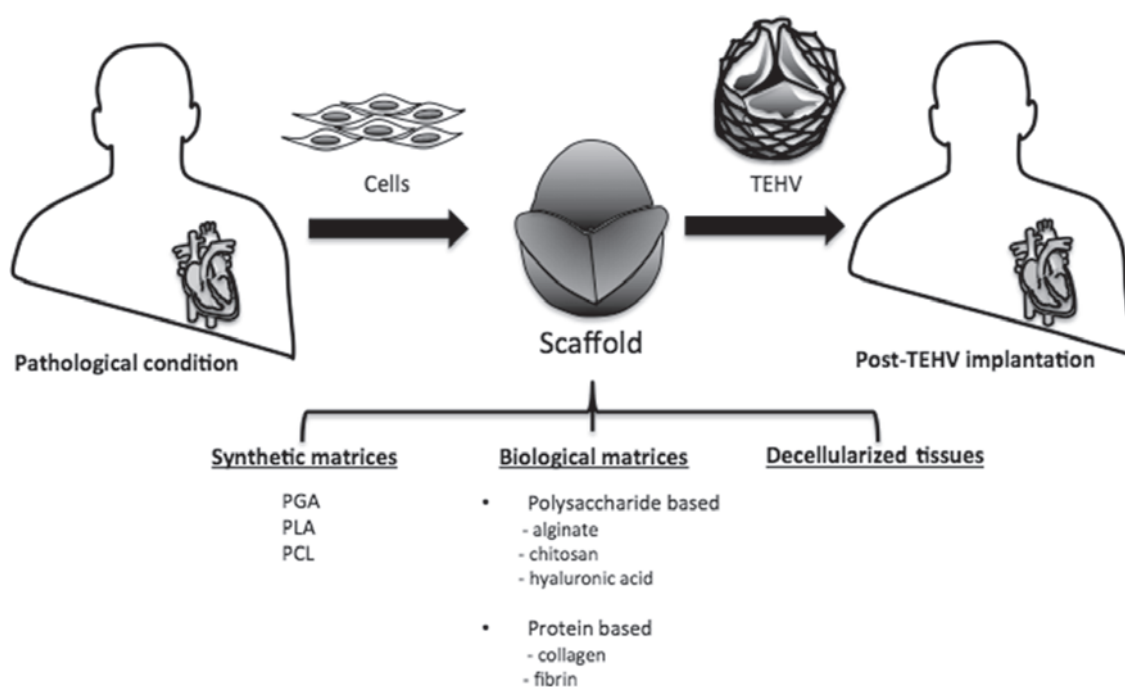 Cells
TEHV
Scaffold
Pathological condition
Post-TEHV implantation
Synthetic matrices
PGA
PLA
PCL
Biological matrices
• Polysaccharide based
- alginate
- chitosan
- hyaluronic acid
• Protein based
- collagen
- fibrin
Decellularized tissues